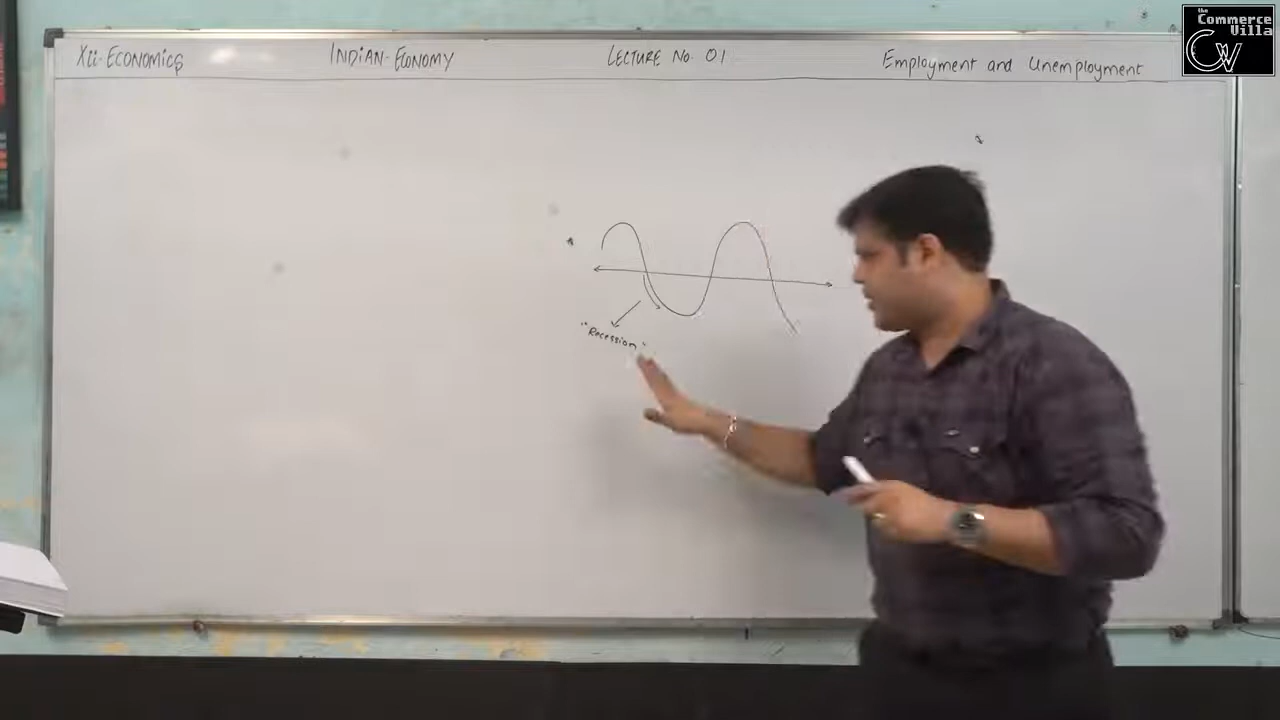 the
Commerce
Villa
CV
Xii-ECONOMICS INDIAN-ECONOMY LECTURE No. 01 Employment and Unemployment
"Recession"